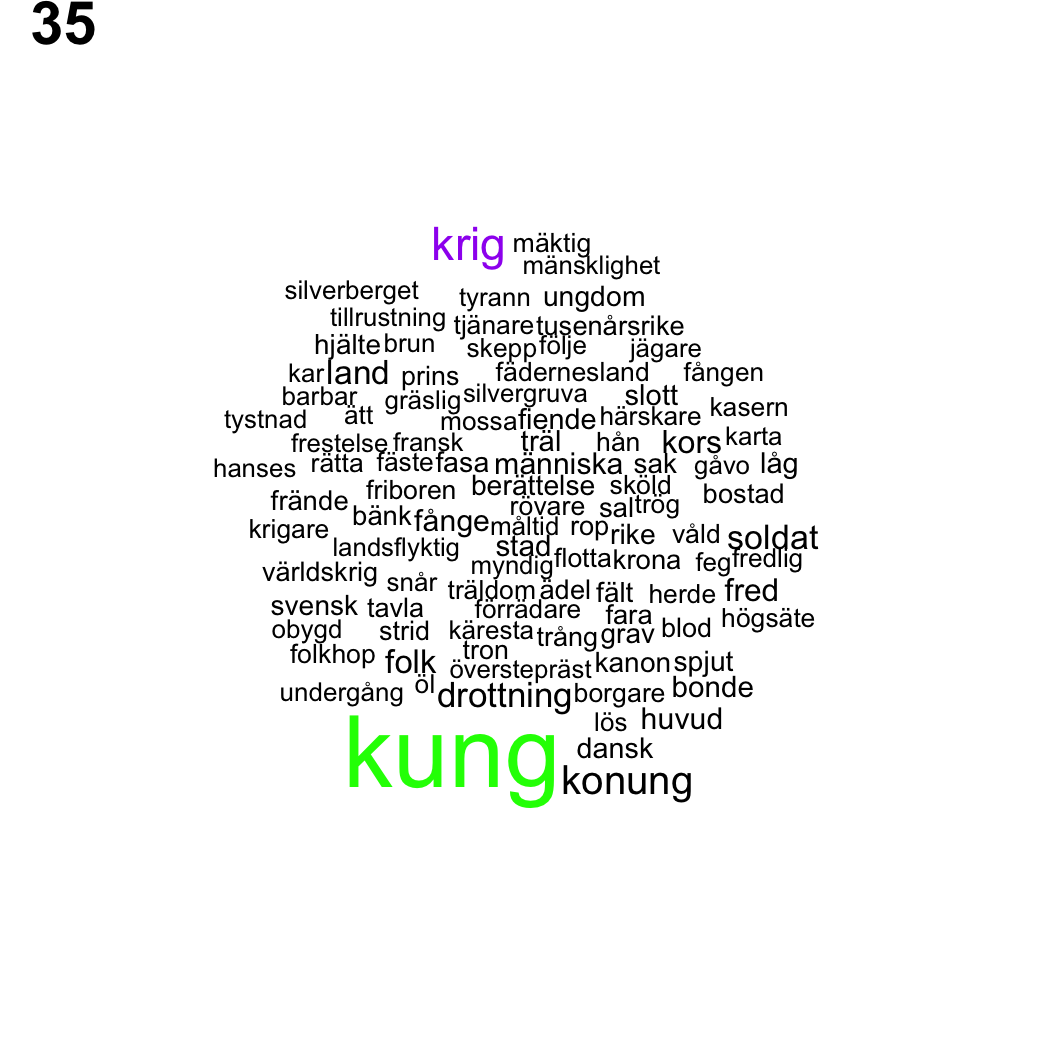 35
krig mäktig
mänsklighet
silverberget tyrann ungdom
tillrustning tjänare tusenårsrike
hjälte brun skepp följe jägare
kar land prins fädernesland fången
barbar gräslig silvergruva slott
tystnad ätt mossa fiende härskare kasern
frestelse fransk träl hån kors karta
hanses rätta fäste fasa människa sak gåvo låg
frände friboren berättelse sköld bostad
rövare sal trög
krigare bänk fånge måltid rop rike våld soldat
landsflyktig stad flotta krona feg fredlig
världskrig snår myndig
träldom ädel fält herde fred
svensk tavla förrädare fara högsäte
obygd strid käresta trång grav blod
folkhop folk tron överstepräst kanon spjut
undergång öl drottning borgare bonde
lös huvud
kung dansk
konung